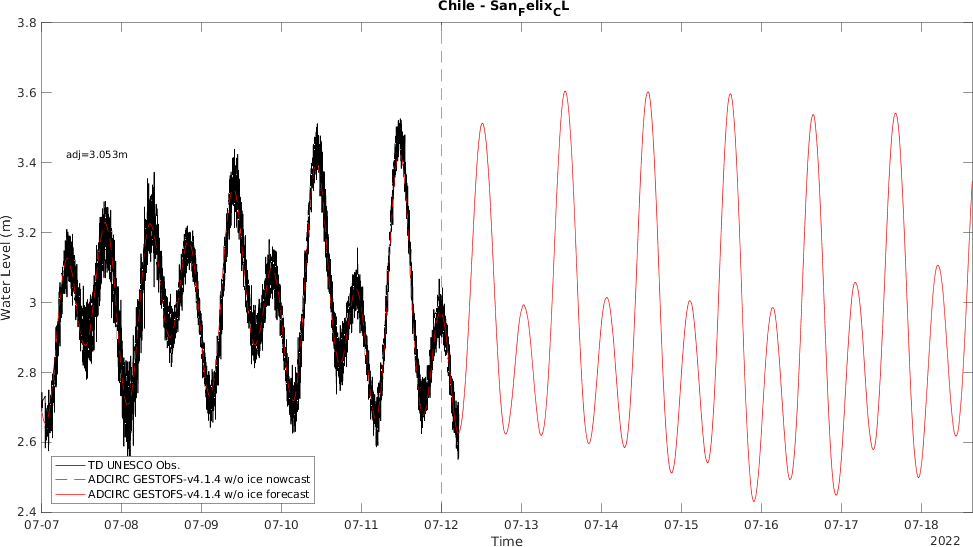 Chile - SanFelixCL
3.8
3.6
3.4
3.2
3
2.8
2.6
2.4
Water Level (m)
adj=3.053m
TD UNESCO Obs.
ADCIRC GESTOFS-v4.1.4 w/o ice nowcast
ADCIRC GESTOFS-v4.1.4 w/o ice forecast
07-07 07-08 07-09 07-10 07-11 07-12 07-13 07-14 07-15 07-16 07-17 07-18
Time
2022